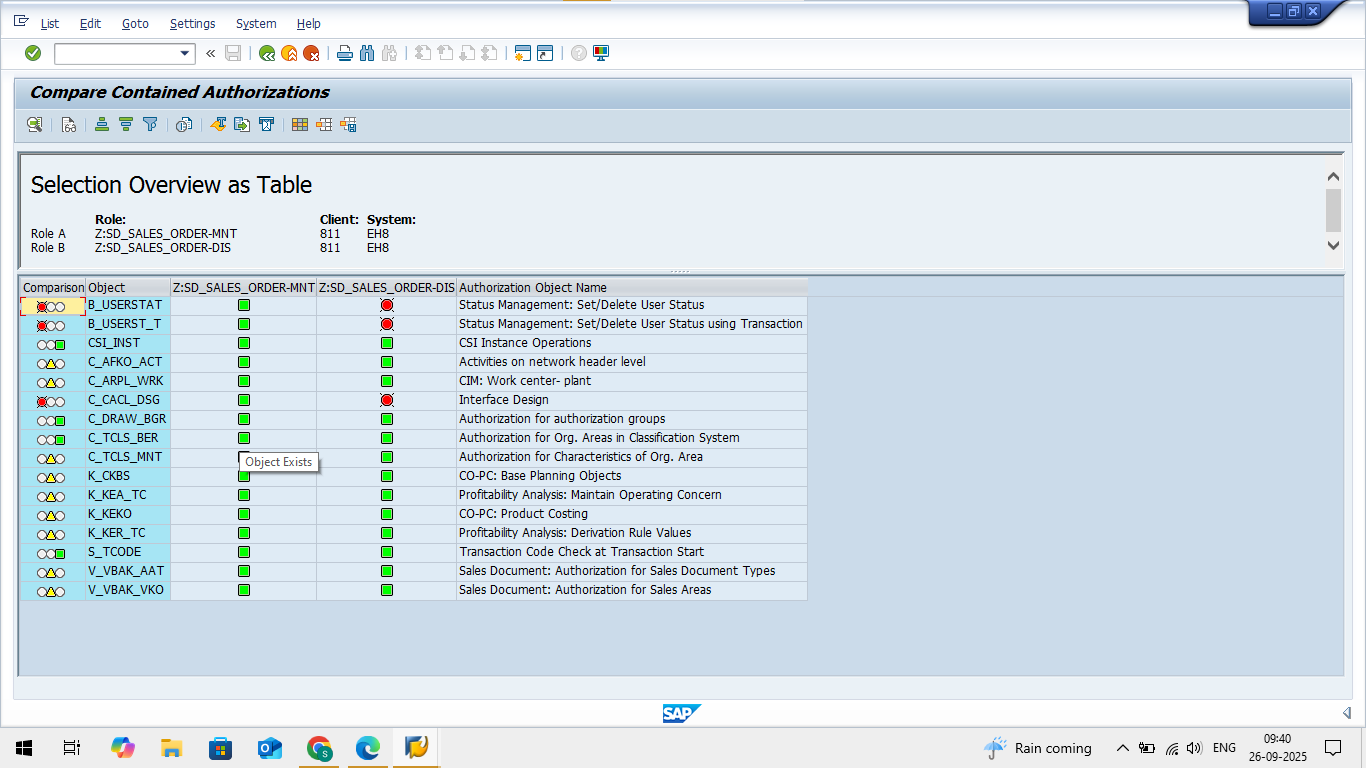 List Edit Goto Settings System Help
Compare Contained Authorizations
Selection Overview as Table
Role: Client: System:
Role A Z:SD_SALES_ORDER-MNT 811 EH8
Role B Z:SD_SALES_ORDER-DIS 811 EH8
Comparison Object Z:SD_SALES_ORDER-MNT Z:SD_SALES_ORDER-DIS Authorization Object Name
B_USERSTAT Status Management: Set/Delete User Status
B_USERST_T Status Management: Set/Delete User Status using Transaction
CSI_INST CSI Instance Operations
C_AFKO_ACT Activities on network header level
C_ARPL_WRK CIM: Work center- plant
C_CACL_DSG Interface Design
C_DRAW_BGR Authorization for authorization groups
C_TCLS_BER Authorization for Org. Areas in Classification System
C_TCLS_MNT Authorization for Characteristics of Org. Area
Object Exists
K_CKBS CO-PC: Base Planning Objects
K_KEA_TC Profitability Analysis: Maintain Operating Concern
K_KEKO CO-PC: Product Costing
K_KER_TC Profitability Analysis: Derivation Rule Values
S_TCODE Transaction Code Check at Transaction Start
V_VBAK_AAT Sales Document: Authorization for Sales Document Types
V_VBAK_VKO Sales Document: Authorization for Sales Areas
SAP
Rain coming ENG 09:40
26-09-2025